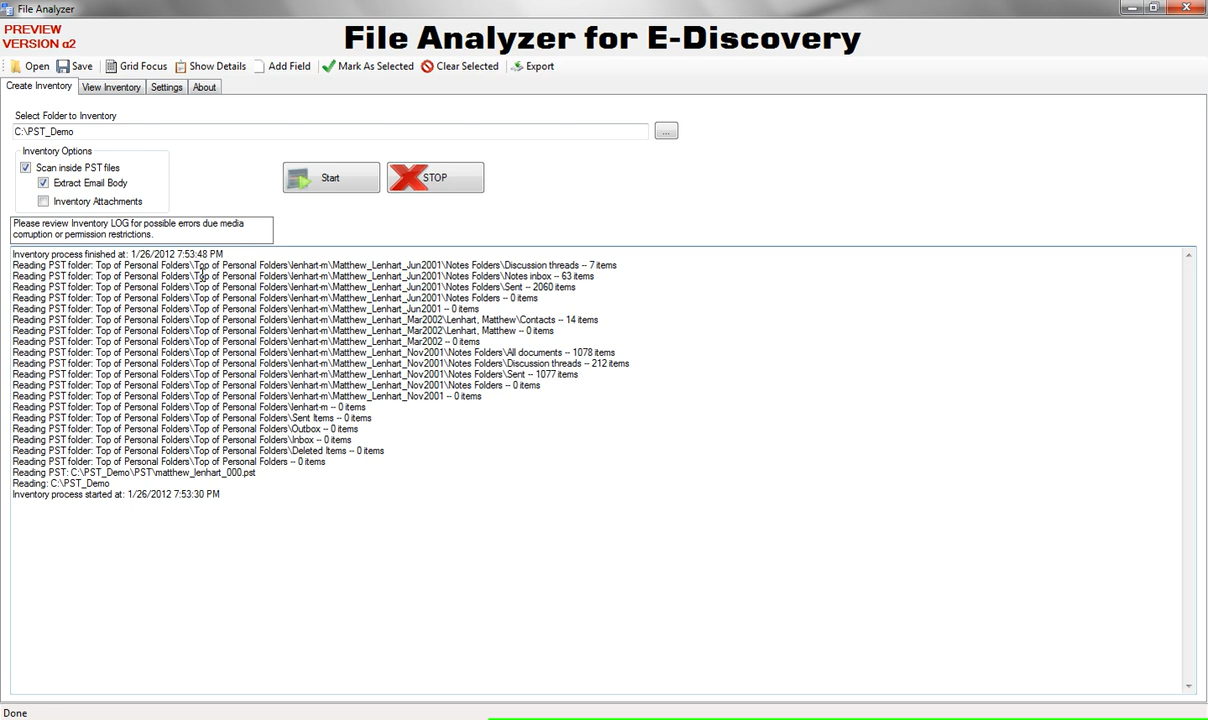 File Analyzer
PREVIEW
VERSION α2
File Analyzer for E-Discovery
Open Save Grid Focus Show Details Add Field Mark As Selected Clear Selected Export
Create Inventory View Inventory Settings About
Select Folder to Inventory
C:\PST_Demo
...
Inventory Options
Scan inside PST files
Extract Email Body
Inventory Attachments
Start
STOP
Please review Inventory LOG for possible errors due media
corruption or permission restrictions.
Inventory process finished at: 1/26/2012 7:53:48 PM
Reading PST folder: Top of Personal Folders\Top of Personal Folders\lenhart-m\Matthew_Lenhart_Jun2001\Notes Folders\Discussion threads -- 7 items
Reading PST folder: Top of Personal Folders\Top of Personal Folders\lenhart-m\Matthew_Lenhart_Jun2001\Notes Folders\Notes inbox -- 63 items
Reading PST folder: Top of Personal Folders\Top of Personal Folders\lenhart-m\Matthew_Lenhart_Jun2001\Notes Folders\Sent -- 2060 items
Reading PST folder: Top of Personal Folders\Top of Personal Folders\lenhart-m\Matthew_Lenhart_Jun2001\Notes Folders -- 0 items
Reading PST folder: Top of Personal Folders\Top of Personal Folders\lenhart-m\Matthew_Lenhart_Jun2001 -- 0 items
Reading PST folder: Top of Personal Folders\Top of Personal Folders\lenhart-m\Matthew_Lenhart_Mar2002\Lenhart, Matthew\Contacts -- 14 items
Reading PST folder: Top of Personal Folders\Top of Personal Folders\lenhart-m\Matthew_Lenhart_Mar2002\Lenhart, Matthew -- 0 items
Reading PST folder: Top of Personal Folders\Top of Personal Folders\lenhart-m\Matthew_Lenhart_Mar2002 -- 0 items
Reading PST folder: Top of Personal Folders\Top of Personal Folders\lenhart-m\Matthew_Lenhart_Nov2001\Notes Folders\All documents -- 1078 items
Reading PST folder: Top of Personal Folders\Top of Personal Folders\lenhart-m\Matthew_Lenhart_Nov2001\Notes Folders\Discussion threads -- 212 items
Reading PST folder: Top of Personal Folders\Top of Personal Folders\lenhart-m\Matthew_Lenhart_Nov2001\Notes Folders\Sent -- 1077 items
Reading PST folder: Top of Personal Folders\Top of Personal Folders\lenhart-m\Matthew_Lenhart_Nov2001\Notes Folders -- 0 items
Reading PST folder: Top of Personal Folders\Top of Personal Folders\lenhart-m\Matthew_Lenhart_Nov2001 -- 0 items
Reading PST folder: Top of Personal Folders\Top of Personal Folders\lenhart-m -- 0 items
Reading PST folder: Top of Personal Folders\Top of Personal Folders\Sent Items -- 0 items
Reading PST folder: Top of Personal Folders\Top of Personal Folders\Outbox -- 0 items
Reading PST folder: Top of Personal Folders\Top of Personal Folders\Inbox -- 0 items
Reading PST folder: Top of Personal Folders\Top of Personal Folders\Deleted Items -- 0 items
Reading PST folder: Top of Personal Folders\Top of Personal Folders -- 0 items
Reading PST: C:\PST_Demo\PST\matthew_lenhart_000.pst
Reading: C:\PST_Demo
Inventory process started at: 1/26/2012 7:53:30 PM
Done